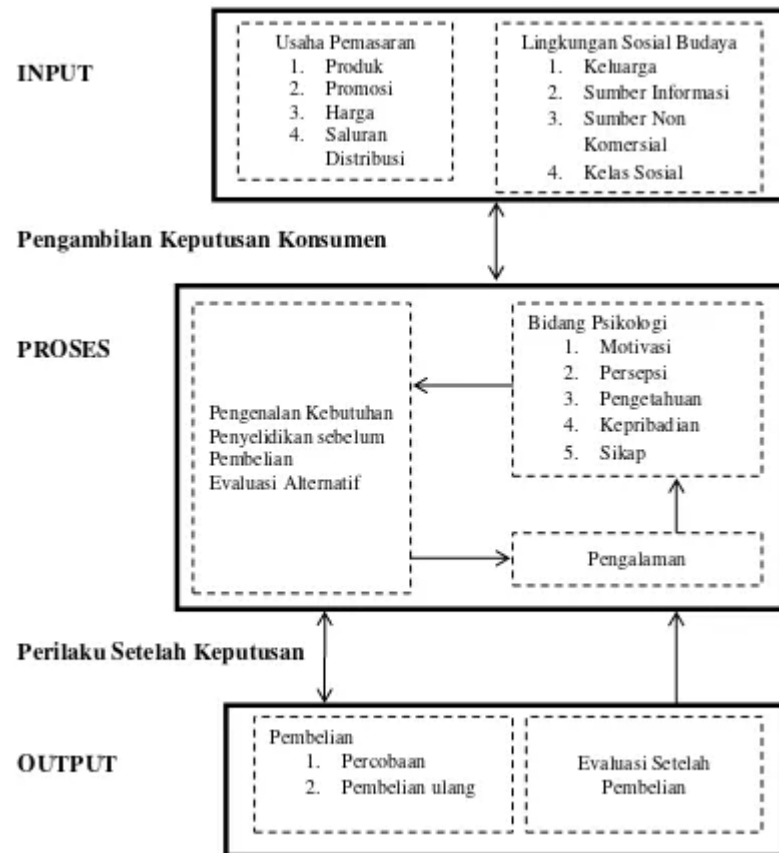 INPUT
Usaha Pemasaran
1. Produk
2. Promosi
3. Harga
4. Saluran
Distribusi
Lingkungan Sosial Budaya
1. Keluarga
2. Sumber Informasi
3. Sumber Non
Komersial
4. Kelas Sosial
Pengambilan Keputusan Konsumen
PROSES
Pengenalan Kebutuhan
Penyelidikan sebelum
Pembelian
Evaluasi Alternatif
Bidang Psikologi
1. Motivasi
2. Persepsi
3. Pengetahuan
4. Kepribadian
5. Sikap
Pengalaman
Perilaku Setelah Keputusan
OUTPUT
Pembelian
1. Percobaan
2. Pembelian ulang
Evaluasi Setelah
Pembelian